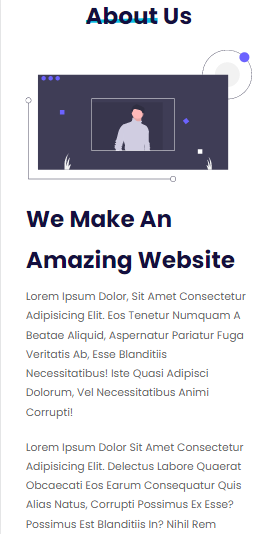 About Us
We Make An
Amazing Website
Lorem Ipsum Dolor, Sit Amet Consectetur
Adipisicing Elit. Eos Tenetur Numquam A
Beatae Aliquid, Aspernatur Pariatur Fuga
Veritatis Ab, Esse Blanditiis
Necessitatibus! Iste Quasi Adipisci
Dolorum, Vel Necessitatibus Animi
Corrupti!
Lorem Ipsum Dolor Sit Amet Consectetur
Adipisicing Elit. Delectus Labore Quaerat
Obcaecati Eos Earum Consequatur Quis
Alias Natus, Corrupti Possimus Ex Esse?
Possimus Est Blanditiis In? Nihil Rem